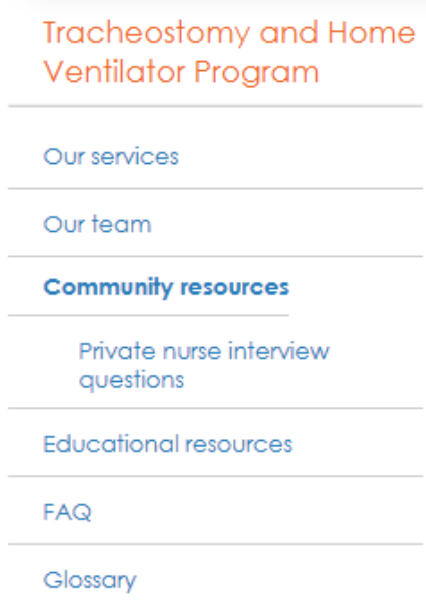 Tracheostomy and Home
Ventilator Program
Our services
Our team
Community resources
Private nurse interview
questions
Educational resources
FAQ
Glossary